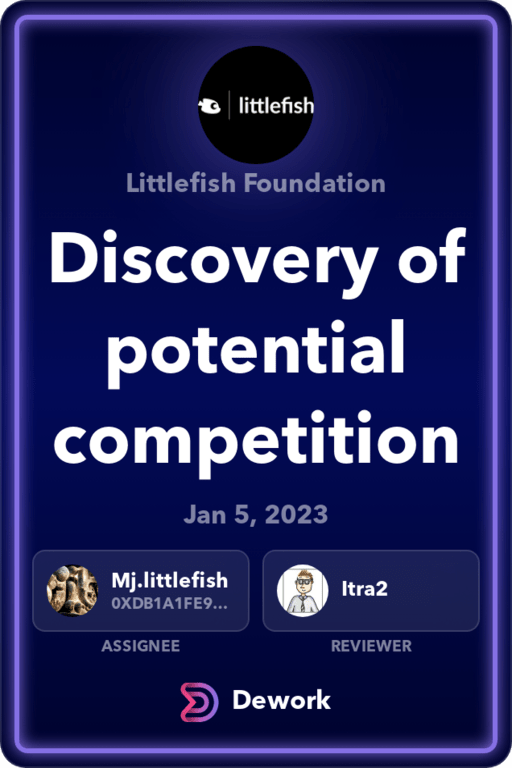 littlefish
Littlefish Foundation
Discovery of
potential
competition
Jan 5, 2023
Mj.littlefish
0XDB1A1FE9...
ASSIGNEE
Itra2
REVIEWER
Dework